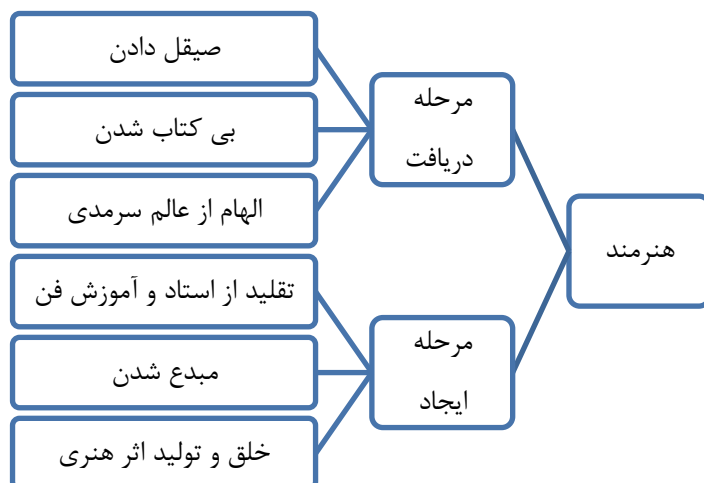 هنرمند
مرحله
دریافت
صیقل دادن
بی کتاب شدن
الهام از عالم سرمدی
مرحله
ایجاد
تقلید از استاد و آموزش فن
مبدع شدن
خلق و تولید اثر هنری